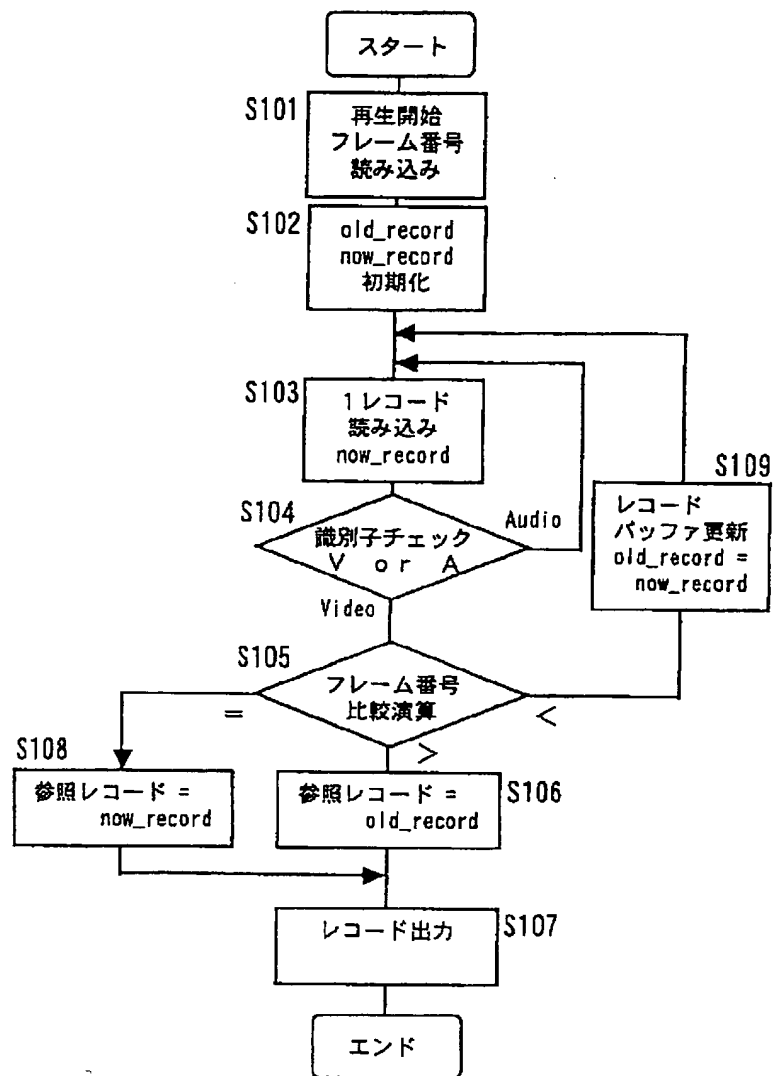 スタート
S101
再生開始
フレーム番号
読み込み
S102
old_record
now_record
初期化
S103
1レコード
読み込み
now_record
S104
識別子チェック
V or A
Audio
Video
S109
レコード
バッファ更新
old_record =
now_record
S105
フレーム番号
比較演算
=
<
>
S108
参照レコード =
now_record
S106
参照レコード =
old_record
S107
レコード出力
エンド